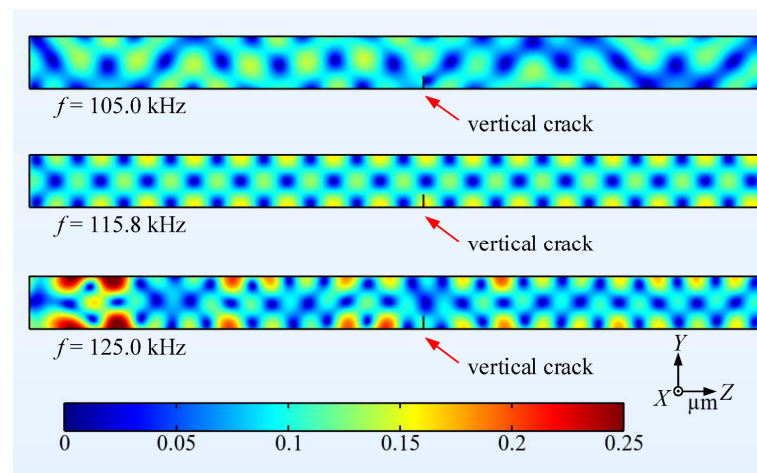 f = 105.0 kHz
vertical crack
f = 115.8 kHz
vertical crack
f = 125.0 kHz
vertical crack
Y
X
Z
μm
0 0.05 0.1 0.15 0.2 0.25